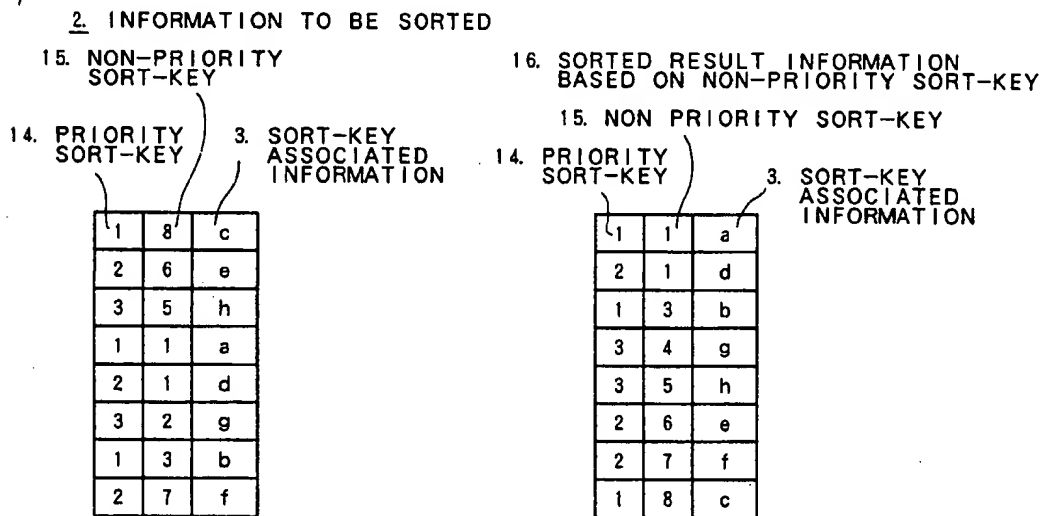 2. INFORMATION TO BE SORTED
15. NON-PRIORITY
SORT-KEY
14. PRIORITY
SORT-KEY
3. SORT-KEY
ASSOCIATED
INFORMATION
1 8 c
2 6 e
3 5 h
1 1 a
2 1 d
3 2 g
1 3 b
2 7 f
16. SORTED RESULT INFORMATION
BASED ON NON-PRIORITY SORT-KEY
15. NON PRIORITY SORT-KEY
14. PRIORITY
SORT-KEY
3. SORT-KEY
ASSOCIATED
INFORMATION
1 1 a
2 1 d
1 3 b
3 4 g
3 5 h
2 6 e
2 7 f
1 8 c